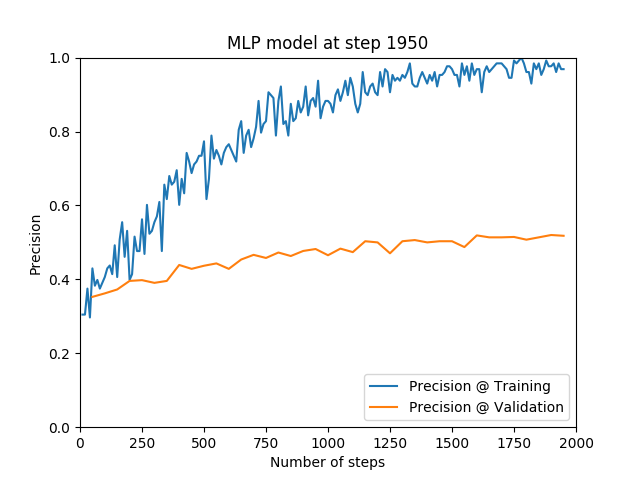 MLP model at step 1950
1.0
0.8
0.6
0.4
0.2
0.0
Precision
Precision @ Training
Precision @ Validation
0 250 500 750 1000 1250 1500 1750 2000
Number of steps